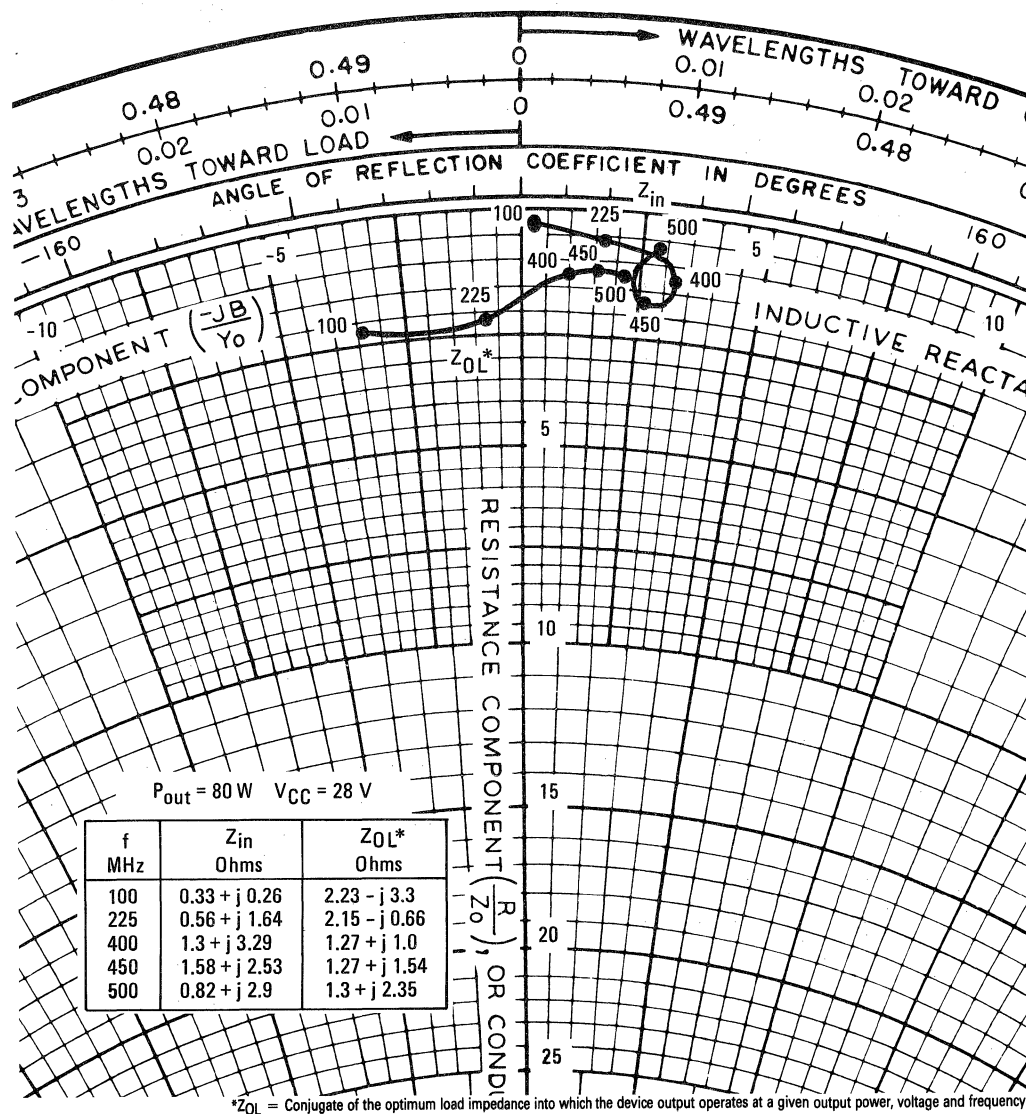 WAVELENGTHS TOWARD
0.48 0.49 0 0.01 0.02
3 0.02 0.01 0 0.49 0.48
AVELENGTHS TOWARD LOAD
ANGLE OF REFLECTION COEFFICIENT IN DEGREES
-160 160
Zin
100 225 500
400
450
-5 5
-10 10
OMPONENT (-JB/Yo)
INDUCTIVE REACTA
100 225 400 450 500
ZOL*
5
10
15
20
25
RESISTANCE COMPONENT (R/Zo), OR COND
Pout = 80 W VCC = 28 V
f MHz Zin Ohms ZOL* Ohms
100 0.33 + j 0.26 2.23 - j 3.3
225 0.56 + j 1.64 2.15 - j 0.66
400 1.3 + j 3.29 1.27 + j 1.0
450 1.58 + j 2.53 1.27 + j 1.54
500 0.82 + j 2.9 1.3 + j 2.35
*ZOL = Conjugate of the optimum load impedance into which the device output operates at a given output power, voltage and frequency